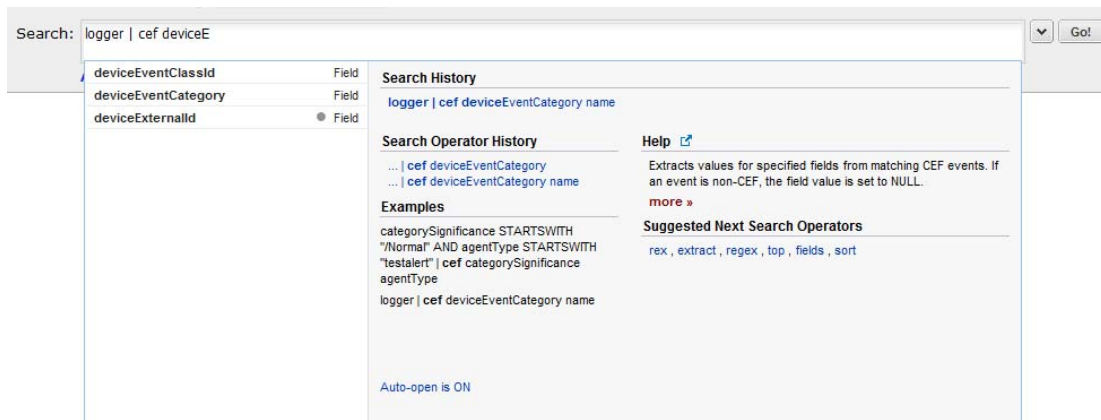 Search: logger | cef deviceE
Go!
deviceEventClassId Field
deviceEventCategory Field
deviceExternalId Field
Search History
logger | cef deviceEventCategory name
Search Operator History
... | cef deviceEventCategory
... | cef deviceEventCategory name
Examples
categorySignificance STARTSWITH
"/Normal" AND agentType STARTSWITH
"testalert" | cef categorySignificance
agentType
logger | cef deviceEventCategory name
Auto-open is ON
Help
Extracts values for specified fields from matching CEF events. If
an event is non-CEF, the field value is set to NULL.
more »
Suggested Next Search Operators
rex , extract , regex , top , fields , sort